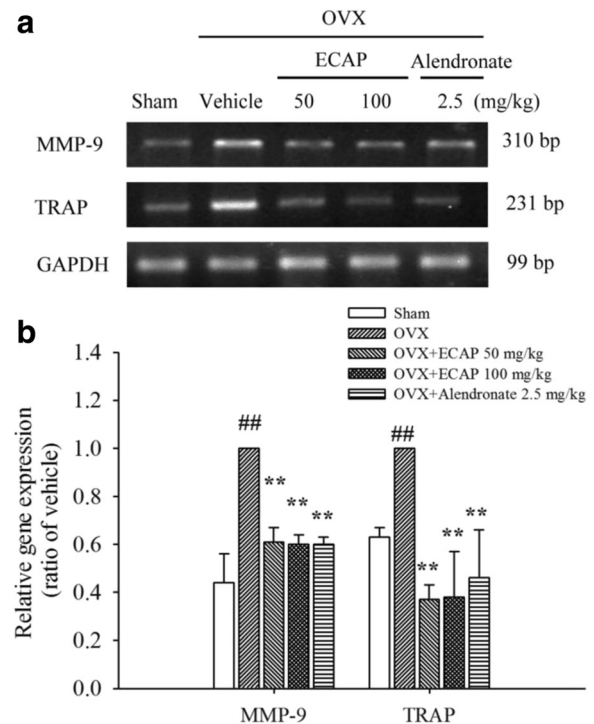 a
OVX
ECAP Alendronate
Sham Vehicle 50 100 2.5 (mg/kg)
MMP-9 310 bp
TRAP 231 bp
GAPDH 99 bp
b
Sham
OVX
OVX+ECAP 50 mg/kg
OVX+ECAP 100 mg/kg
OVX+Alendronate 2.5 mg/kg
Relative gene expression
(ratio of vehicle)
1.4
1.2
1.0
0.8
0.6
0.4
0.2
0.0
## ** ** **
## ** ** **
MMP-9 TRAP